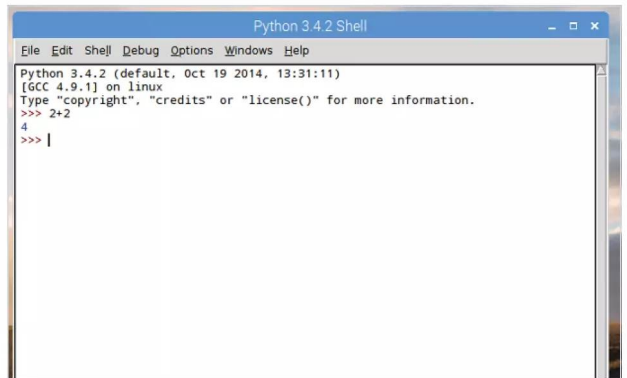 Python 3.4.2 Shell
File Edit Shell Debug Options Windows Help
Python 3.4.2 (default, Oct 19 2014, 13:31:11)
[GCC 4.9.1] on linux
Type "copyright", "credits" or "license()" for more information.
>>> 2+2
4
>>>